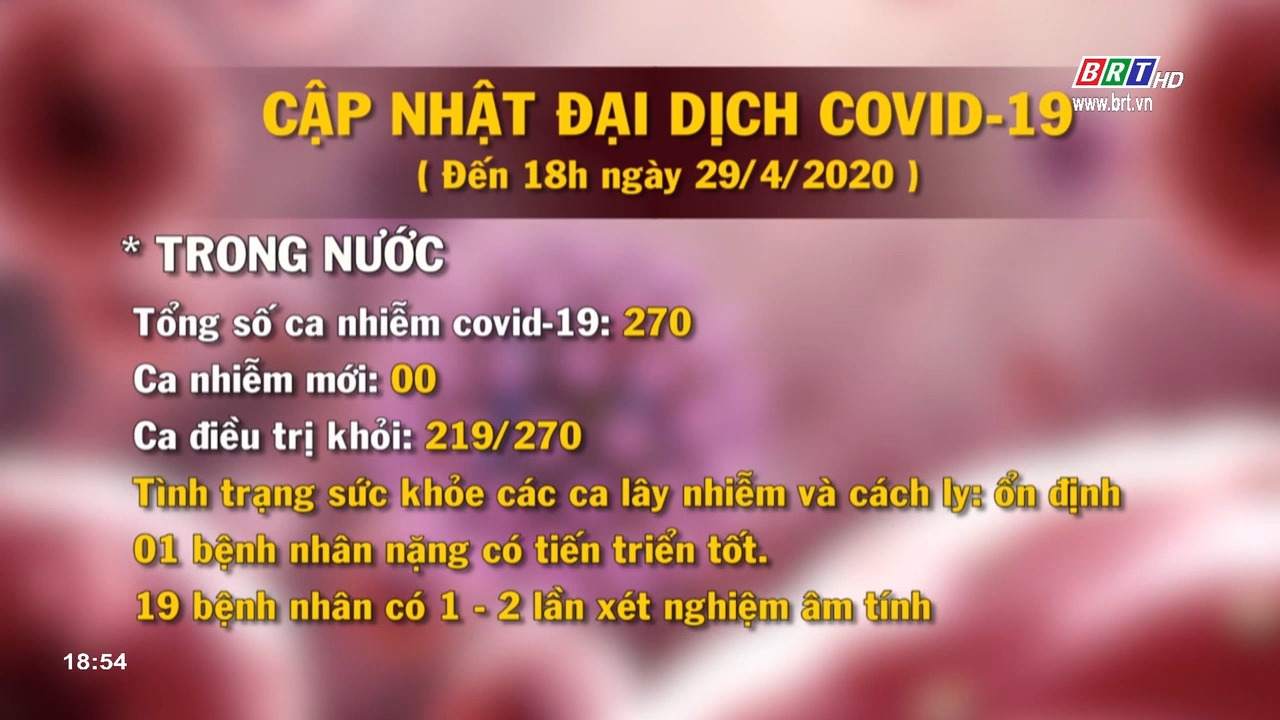 BRT HD
www.brt.vn
CẬP NHẬT ĐẠI DỊCH COVID-19
( Đến 18h ngày 29/4/2020 )
* TRONG NƯỚC
Tổng số ca nhiễm covid-19: 270
Ca nhiễm mới: 00
Ca điều trị khỏi: 219/270
Tình trạng sức khỏe các ca lây nhiễm và cách ly: ổn định
01 bệnh nhân nặng có tiến triển tốt.
19 bệnh nhân có 1 - 2 lần xét nghiệm âm tính
18:54